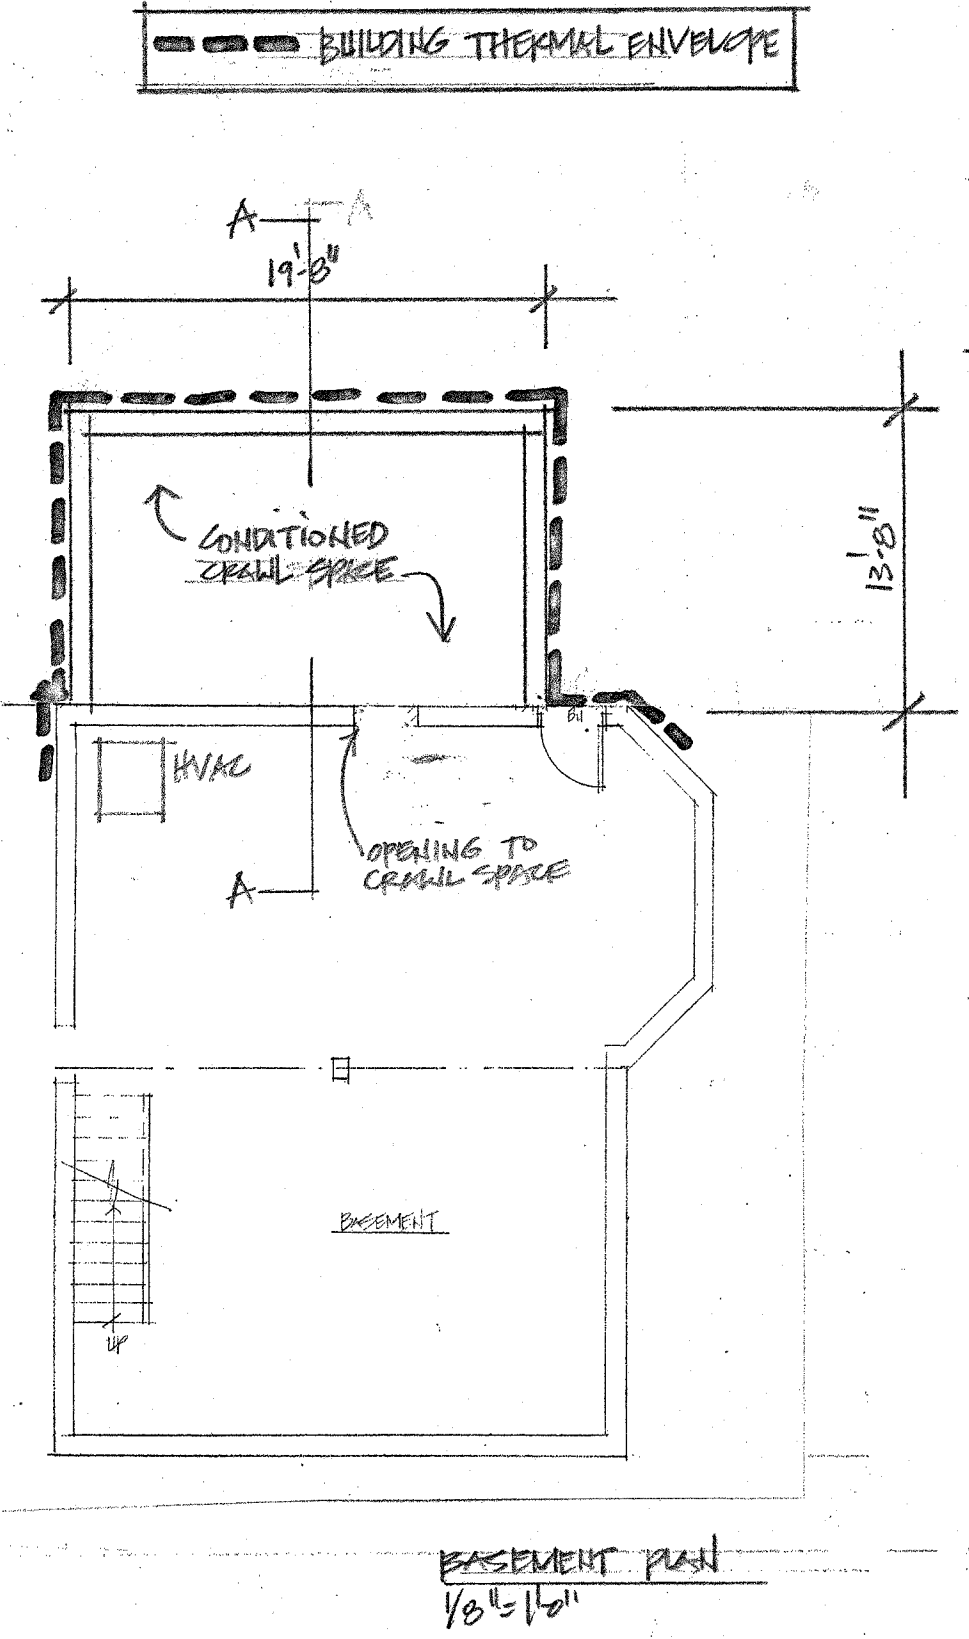 BUILDING THERMAL ENVELOPE
A A
19'-8"
13'-8"
CONDITIONED
CRAWL SPACE
HVAC
OPENING TO
CRAWL SPACE
A
BASEMENT
UP
BASEMENT PLAN
1/8"=1'-0"